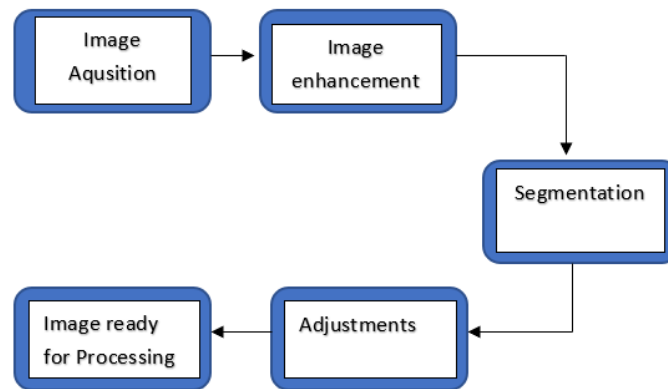 Image
Aqusition
Image
enhancement
Segmentation
Adjustments
Image ready
for Processing